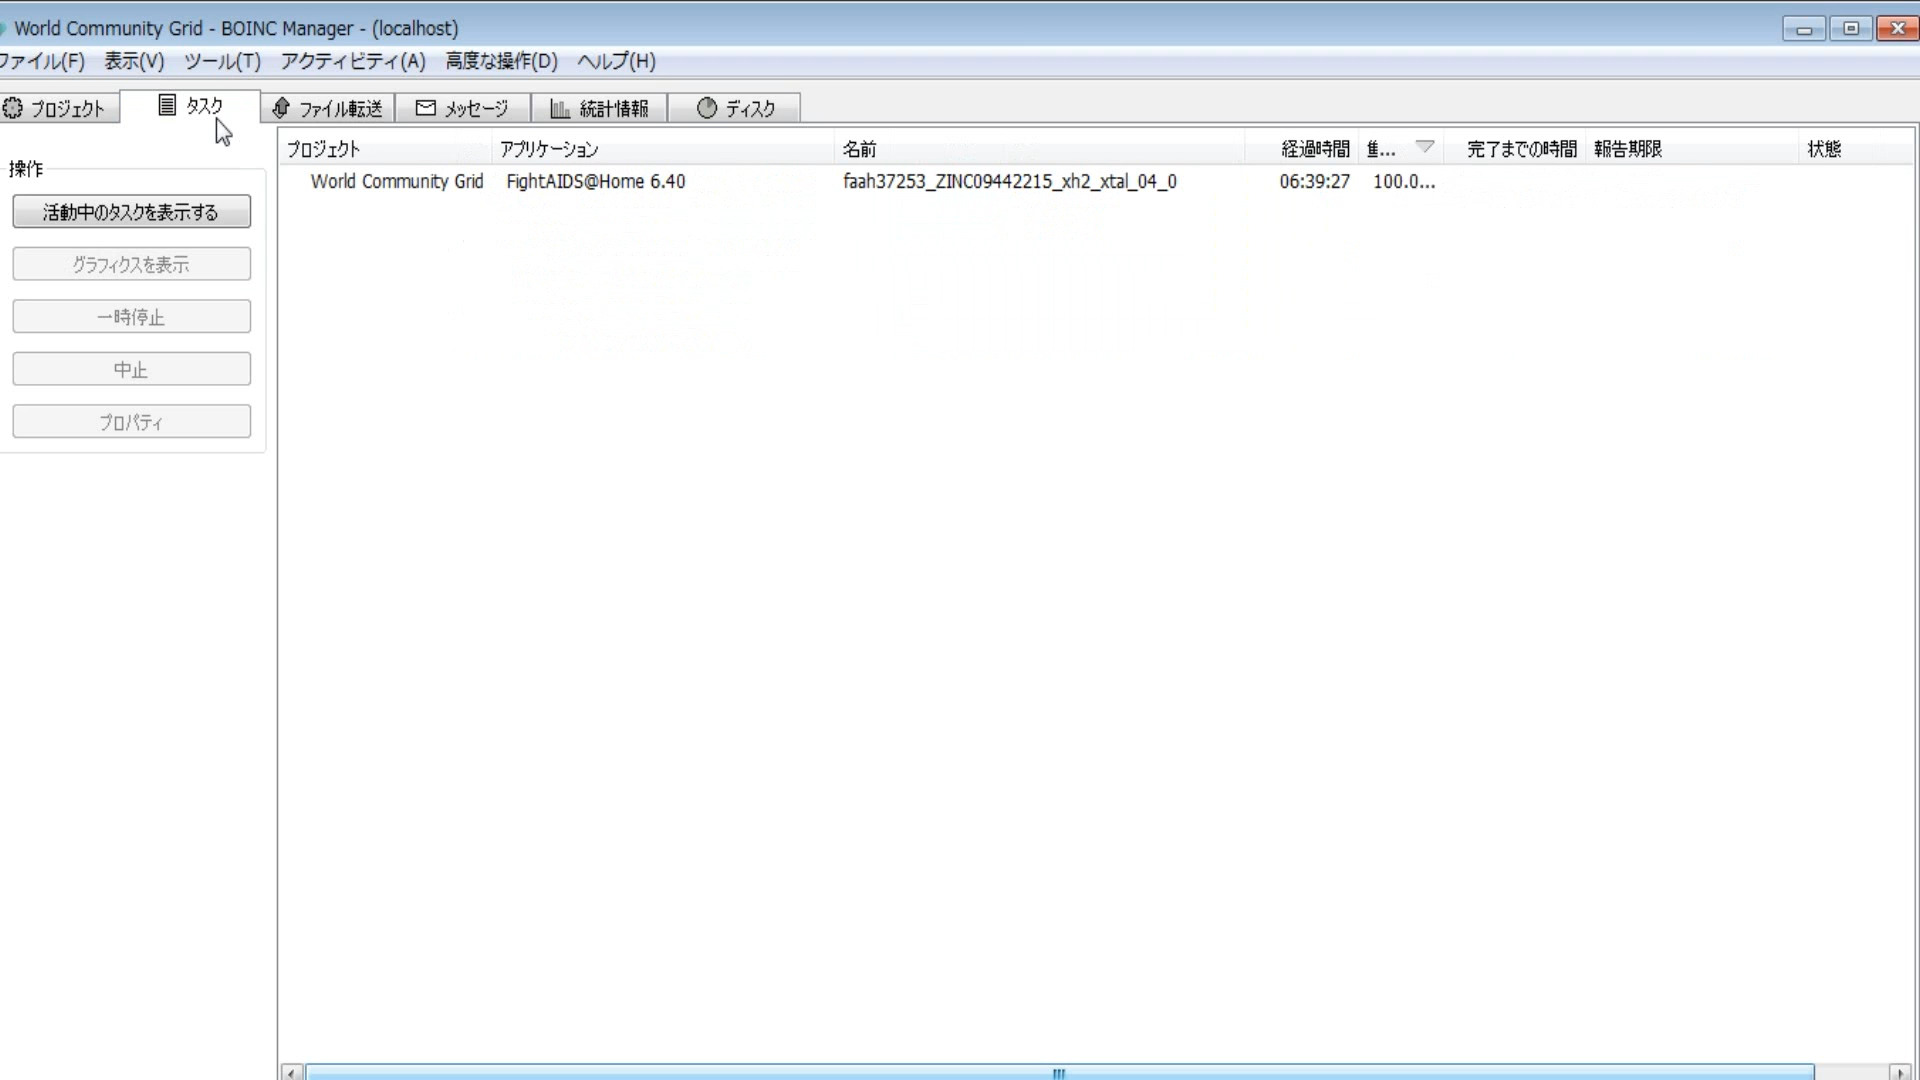 World Community Grid - BOINC Manager - (localhost)
ファイル(F) 表示(V) ツール(T) アクティビティ(A) 高度な操作(D) ヘルプ(H)
プロジェクト タスク ファイル転送 メッセージ 統計情報 ディスク
操作
活動中のタスクを表示する
グラフィクスを表示
一時停止
中止
プロパティ
プロジェクト アプリケーション 名前 経過時間 進... 完了までの時間 報告期限 状態
World Community Grid FightAIDS@Home 6.40 faah37253_ZINC09442215_xh2_xtal_04_0 06:39:27 100.0...